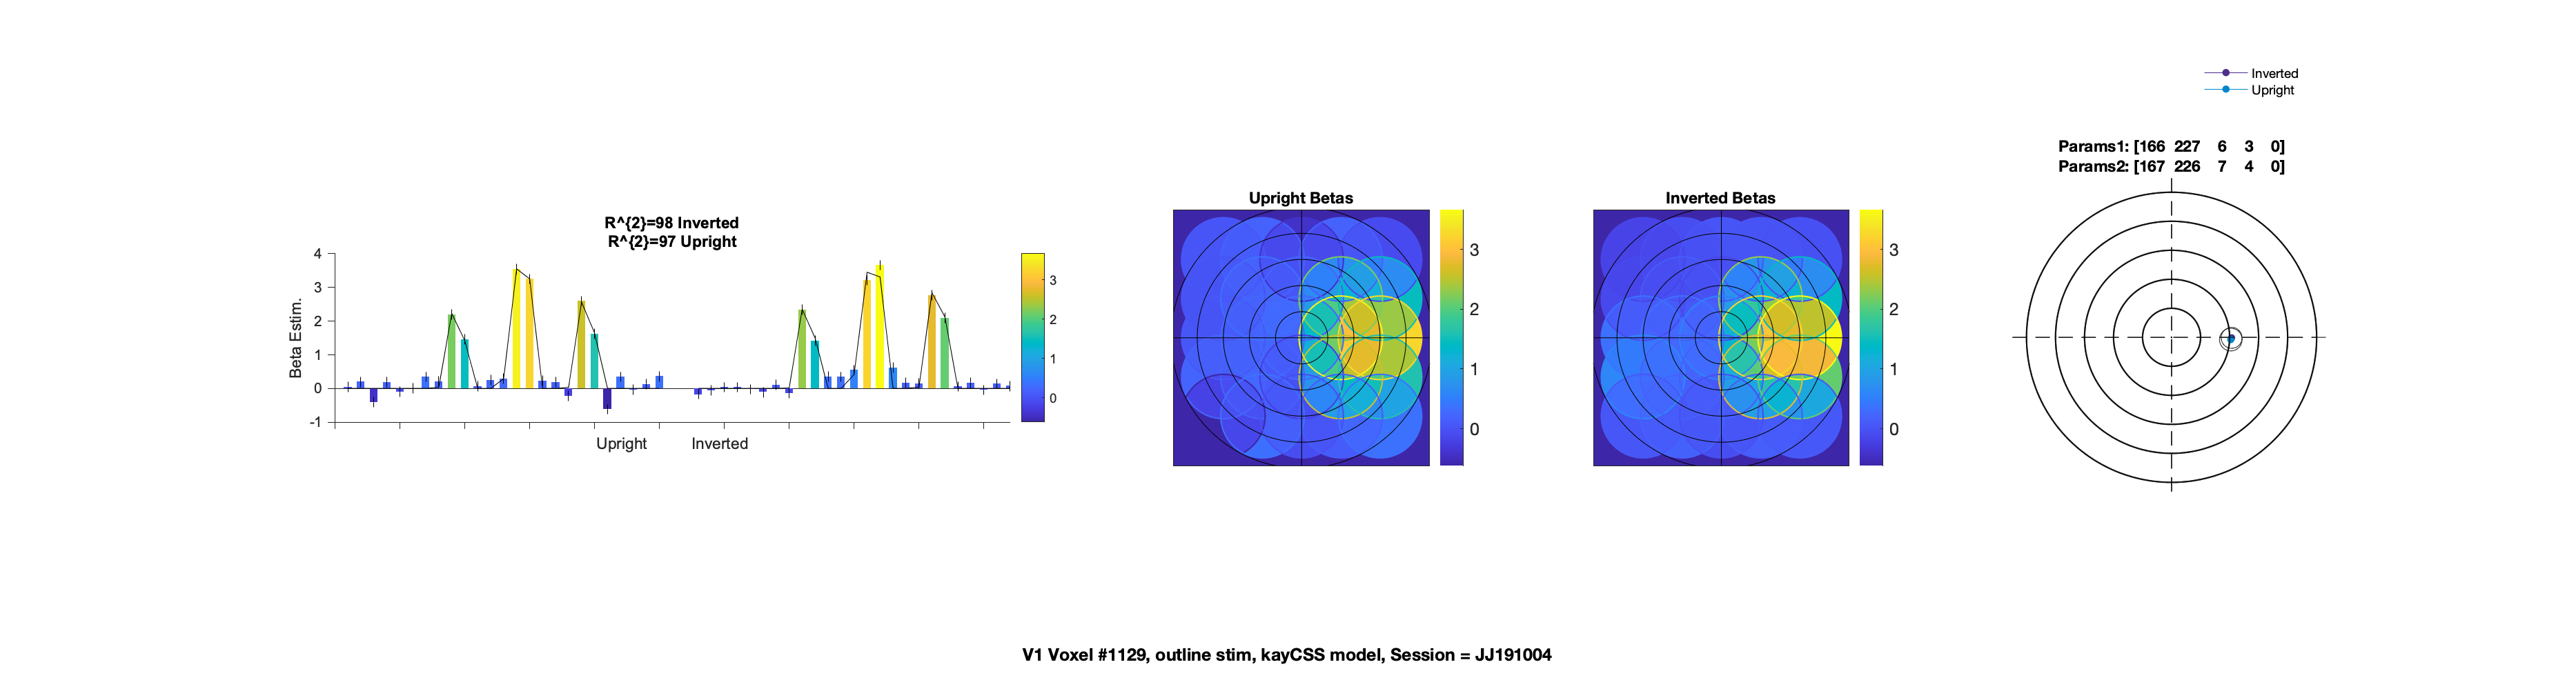 Inverted
Upright
Params1: [166 227 6 3 0]
Params2: [167 226 7 4 0]
R^{2}=98 Inverted
R^{2}=97 Upright
Upright Betas
Inverted Betas
Beta Estim.
4
3
2
1
0
-1
Upright
Inverted
3
2
1
0
3
2
1
0
3
2
1
0
V1 Voxel #1129, outline stim, kayCSS model, Session = JJ191004